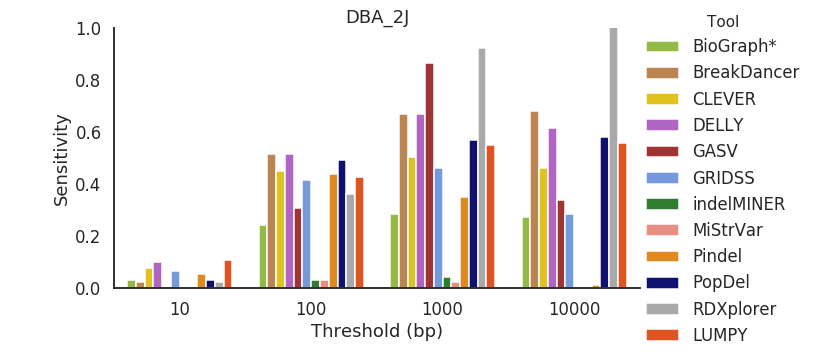 DBA_2J
Sensitivity
1.0
0.8
0.6
0.4
0.2
0.0
10 100 1000 10000
Threshold (bp)
Tool
BioGraph*
BreakDancer
CLEVER
DELLY
GASV
GRIDSS
indelMINER
MiStrVar
Pindel
PopDel
RDXplorer
LUMPY